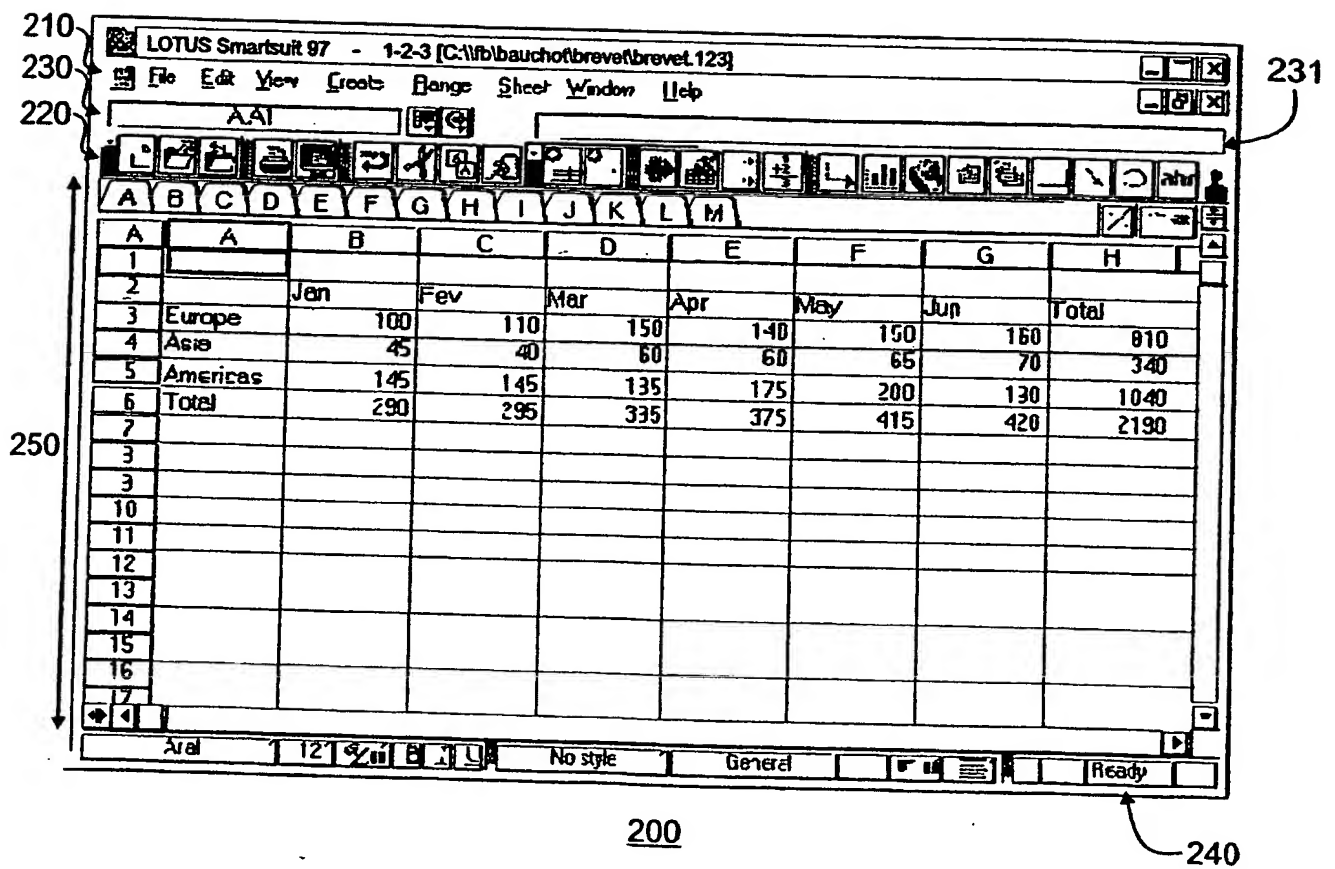 210
LOTUS Smartsuit 97 - 1-2-3 [C:\\fb\bauchot\brevet\brevet.123]
230
File Edit View Create Range Sheet Window Help
231
220
A:A1
A B C D E F G H I J K L M
A A B C D E F G H
1
2 Jan Fev Mar Apr May Jun Total
3 Europe 100 110 150 140 150 160 810
4 Asia 45 40 60 60 65 70 340
5 Americas 145 145 135 175 200 190 1040
6 Total 290 295 335 375 415 420 2190
7
250
10
11
12
13
14
15
16
17
Arial 12 B I U No style General Ready
200
240